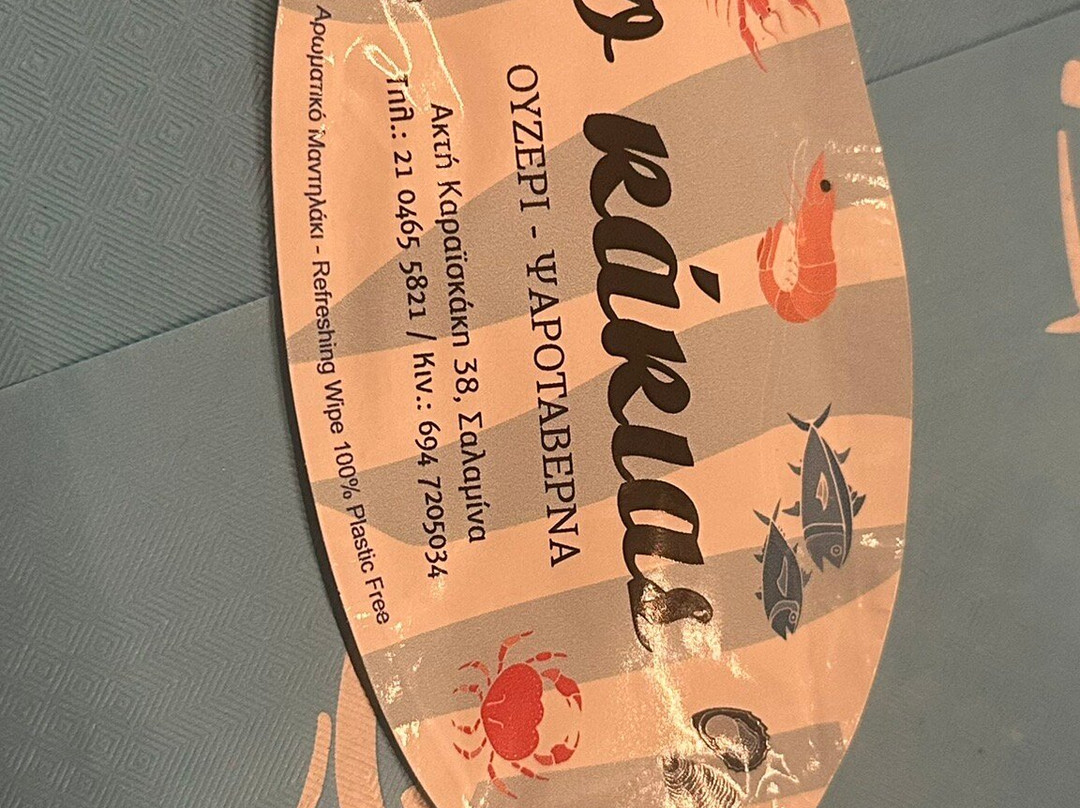 κάκιας
ΟΥΖΕΡΙ - ΨΑΡΟΤΑΒΕΡΝΑ
Ακτή Καραϊσκάκη 38, Σαλαμίνα
Τηλ.: 21 0465 5821 / Κιν.: 694 7205034
Αρωματικό Μαντηλάκι - Refreshing Wipe 100% Plastic Free